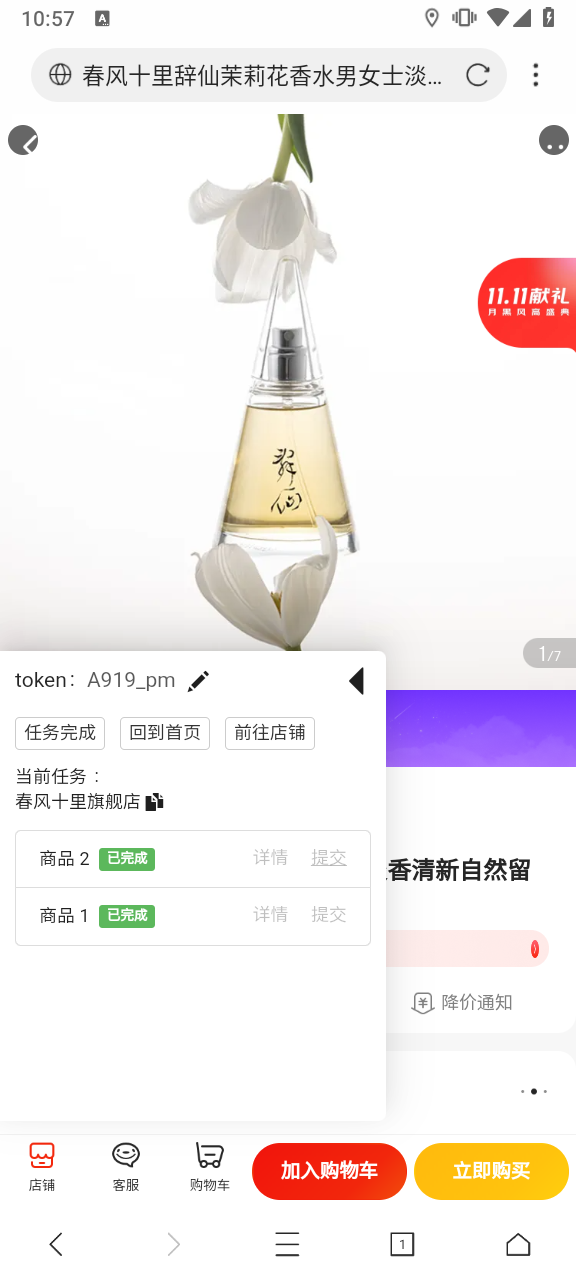 10:57
A
春风十里辞仙茉莉花香水男女士淡...
11.11献礼
月黑风高盛典
辞仙
1/7
token： A919_pm
任务完成 回到首页 前往店铺
当前任务：
春风十里旗舰店
商品 2 已完成 详情 提交
香清新自然留
商品 1 已完成 详情 提交
降价通知
店铺 客服 购物车 加入购物车 立即购买
1